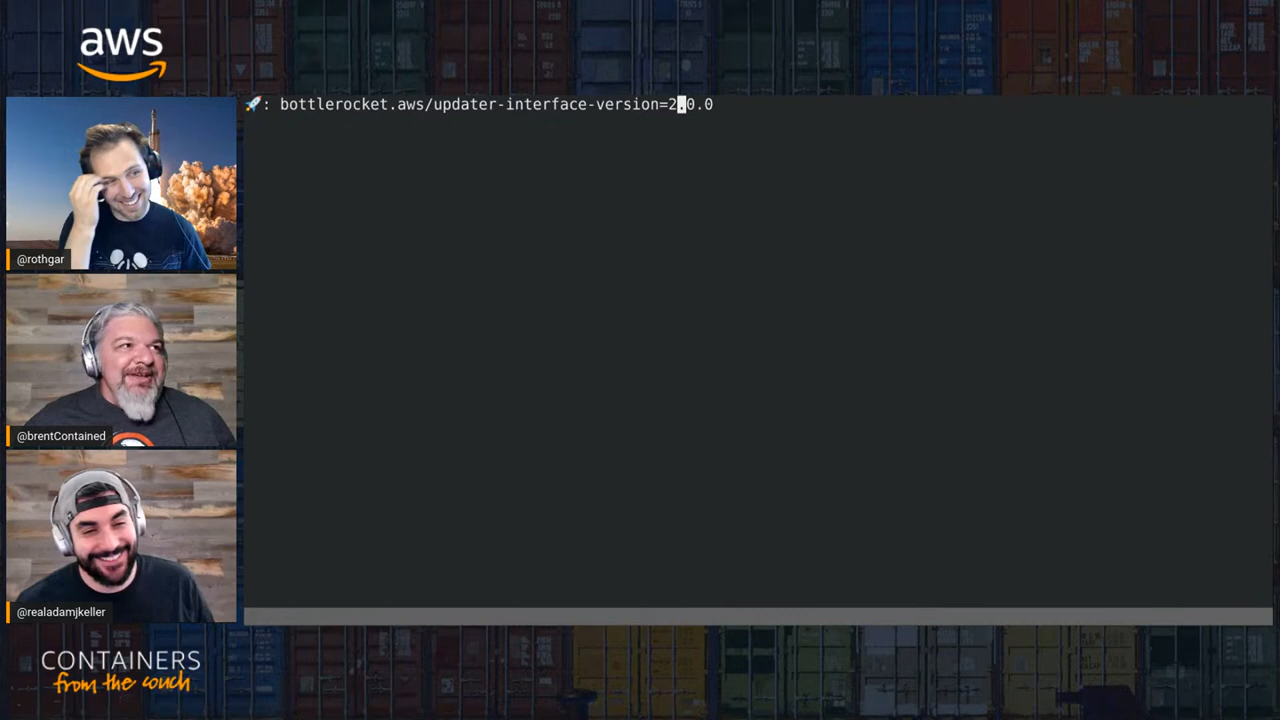 aws
🚀: bottlerocket.aws/updater-interface-version=2.0.0
@rothgar
@brentContained
@realadamjkeller
CONTAINERS
from the couch